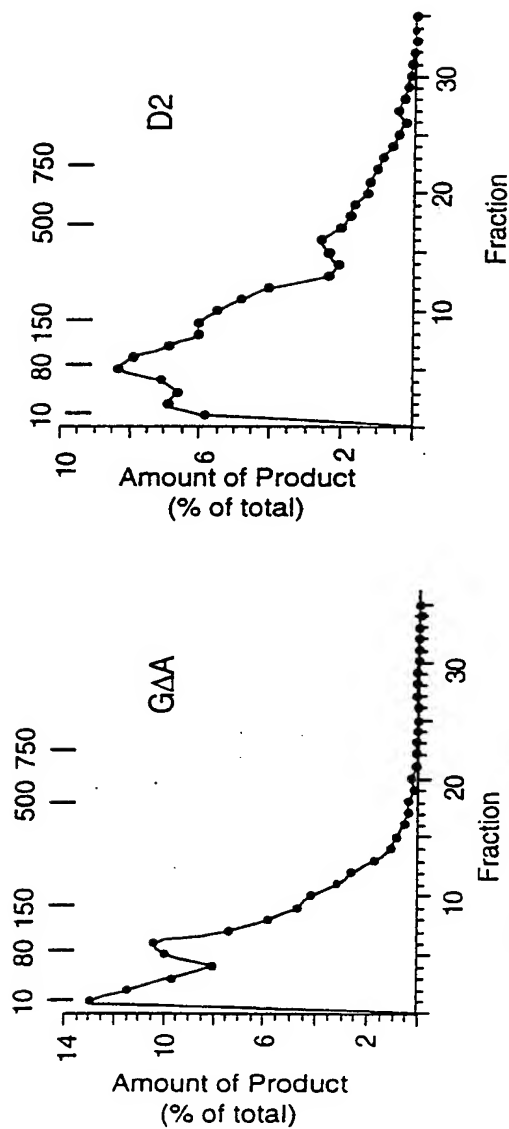 GΔA
10 80 150 500 750
14
10
6
2
Amount of Product
(% of total)
10 20 30
Fraction
D2
10 80 150 500 750
10
6
2
Amount of Product
(% of total)
10 20 30
Fraction